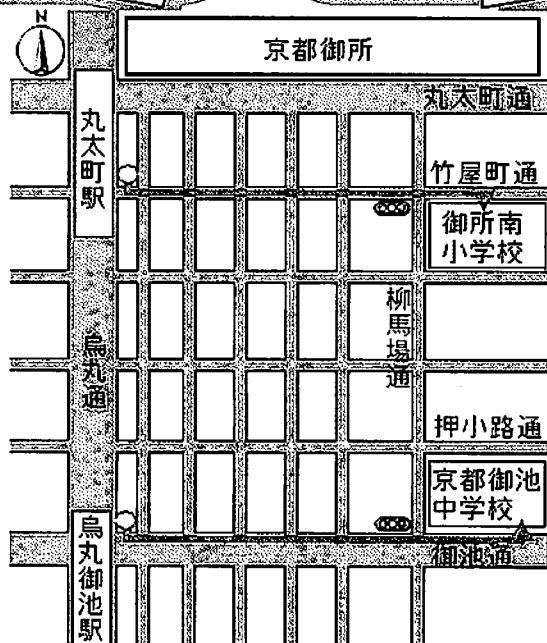 N
京都御所
丸太町通
丸太町駅
竹屋町通
御所南
小学校
柳馬場通
烏丸通
押小路通
京都御池
中学校
御池通
烏丸御池駅